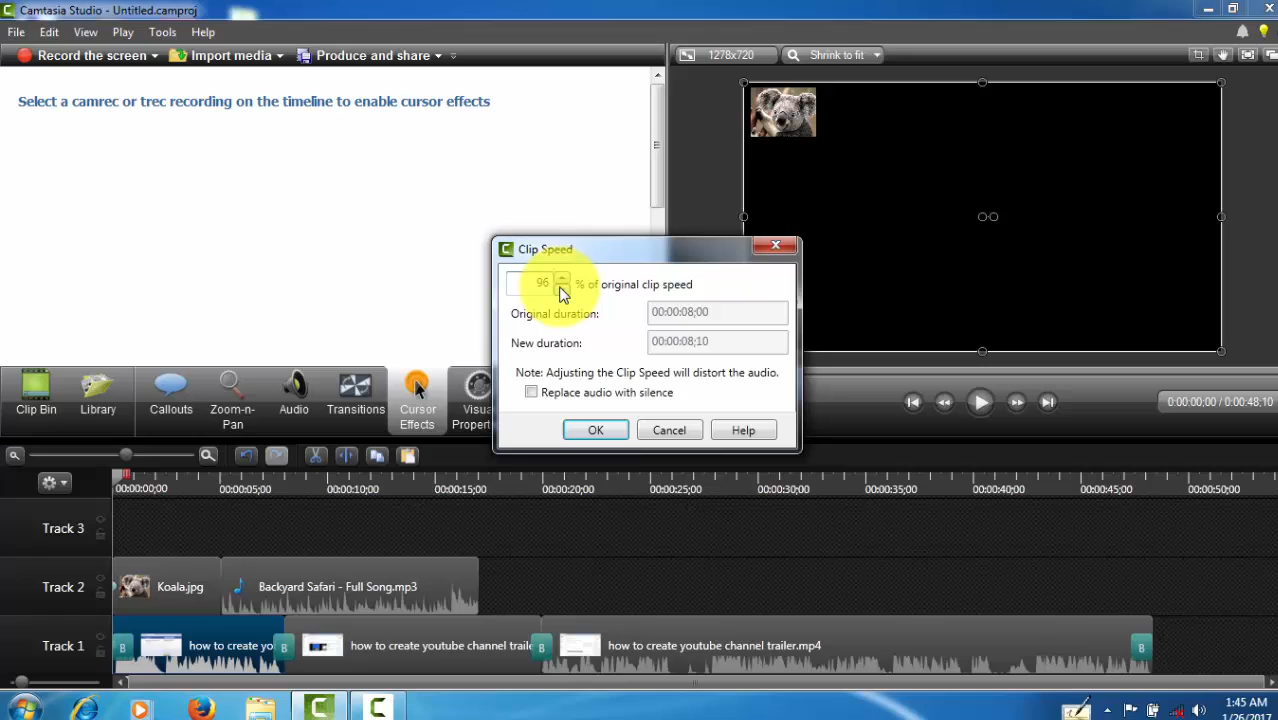 Camtasia Studio - Untitled.camproj
File Edit View Play Tools Help
Record the screen Import media Produce and share
1278x720 Shrink to fit
Select a camrec or trec recording on the timeline to enable cursor effects
Clip Speed
96 % of original clip speed
Original duration: 00:00:08;00
New duration: 00:00:08;10
Note: Adjusting the Clip Speed will distort the audio.
Replace audio with silence
OK Cancel Help
Clip Bin Library Callouts Zoom-n-Pan Audio Transitions Cursor Effects Visua Propert
0:00:00;00 / 0:00:48;10
00:00:00;00 00:00:05;00 00:00:10;00 00:00:15;00 00:00:20;00 00:00:25;00 00:00:30;00 00:00:35;00 00:00:40;00 00:00:45;00 00:00:50;00
Track 3
Track 2 Koala.jpg Backyard Safari - Full Song.mp3
Track 1 B how to create yo B how to create youtube channel traile B how to create youtube channel trailer.mp4 B
1:45 AM
1/26/2017